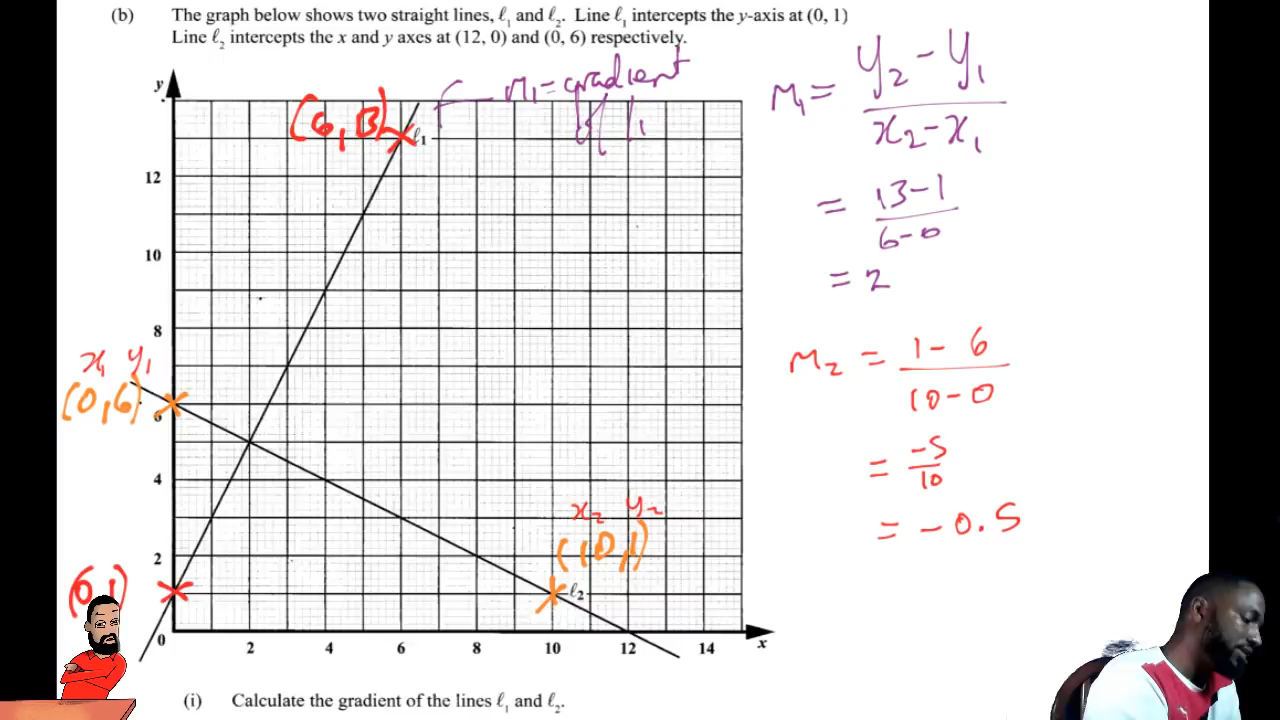 (b) The graph below shows two straight lines, ℓ₁ and ℓ₂. Line ℓ₁ intercepts the y-axis at (0, 1)
Line ℓ₂ intercepts the x and y axes at (12, 0) and (0, 6) respectively.
y
m₁ = gradient
of l₁
(6, 13)
ℓ₁
12
10
8
6
4
2
0
x₁ y₁
(0, 6)
(0, 1)
x₂ y₂
(10, 1)
ℓ₂
2 4 6 8 10 12 14 x
m₁ = y₂ - y₁ / x₂ - x₁
= 13 - 1 / 6 - 0
= 2
m₂ = 1 - 6 / 10 - 0
= -5 / 10
= -0.5
(i) Calculate the gradient of the lines ℓ₁ and ℓ₂.